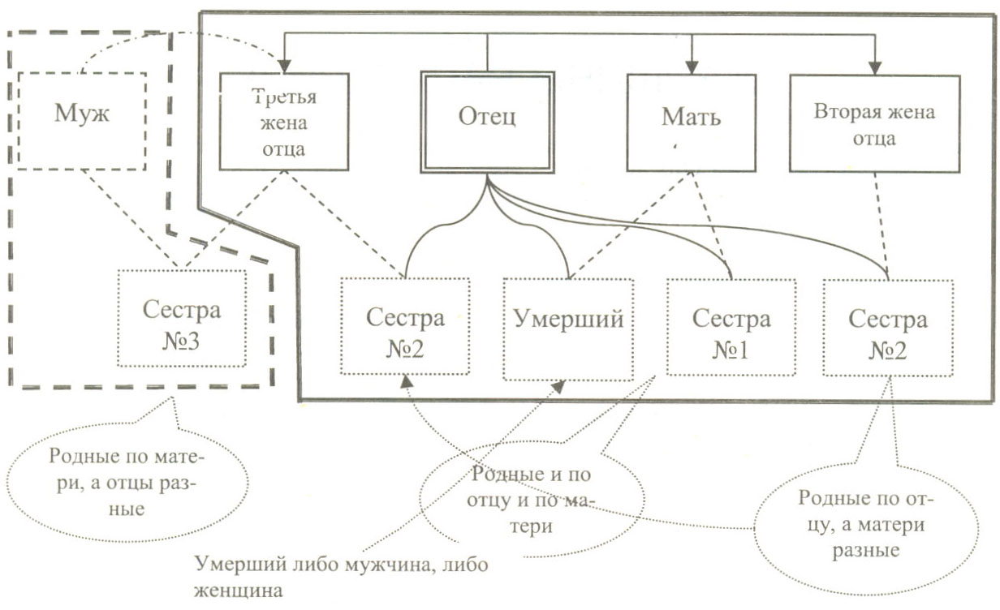 Муж
Третья
жена
отца
Отец
Мать
Вторая жена
отца
Сестра
№3
Сестра
№2
Умерший
Сестра
№1
Сестра
№2
Родные по мате-
ри, а отцы раз-
ные
Родные и по
отцу и по ма-
тери
Родные по от-
цу, а матери
разные
Умерший либо мужчина, либо
женщина